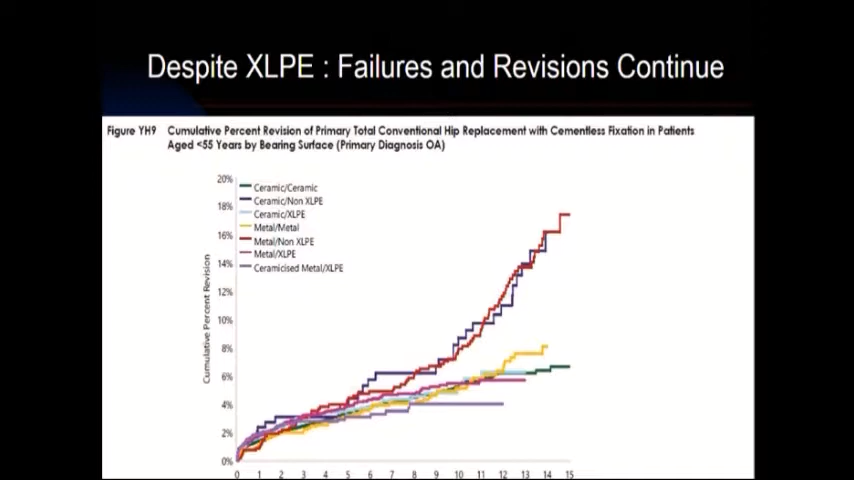 Despite XLPE : Failures and Revisions Continue
Figure YH9 Cumulative Percent Revision of Primary Total Conventional Hip Replacement with Cementless Fixation in Patients
Aged <55 Years by Bearing Surface (Primary Diagnosis OA)
20%
18%
16%
14%
12%
10%
8%
6%
4%
2%
0%
Cumulative Percent Revision
Ceramic/Ceramic
Ceramic/Non XLPE
Ceramic/XLPE
Metal/Metal
Metal/Non XLPE
Metal/XLPE
Ceramicised Metal/XLPE
0 1 2 3 4 5 6 7 8 9 10 11 12 13 14 15